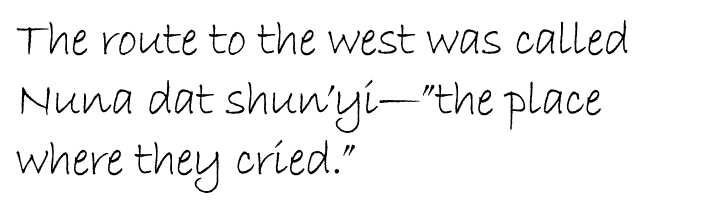 The route to the west was called
Nuna dat shun'yi—"the place
where they cried."